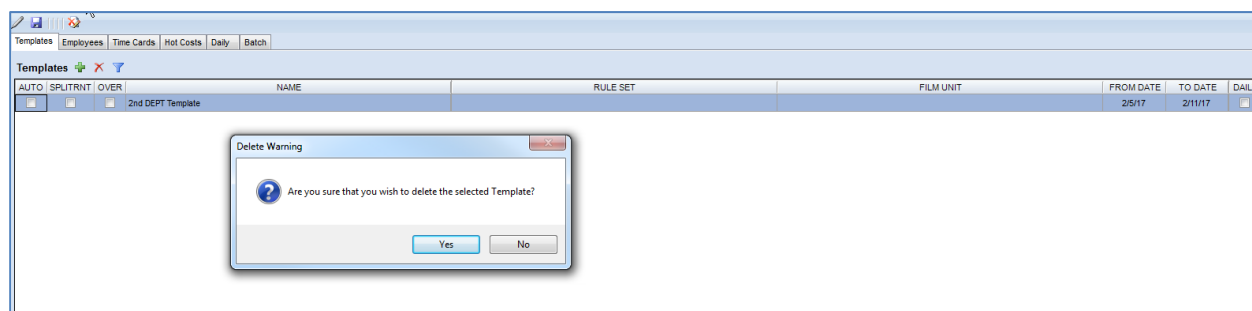 Templates Employees Time Cards Hot Costs Daily Batch
Templates
AUTO SPLITRNT OVER NAME RULE SET FILM UNIT FROM DATE TO DATE DAIL
2nd DEPT Template 2/5/17 2/11/17
Delete Warning
Are you sure that you wish to delete the selected Template?
Yes No